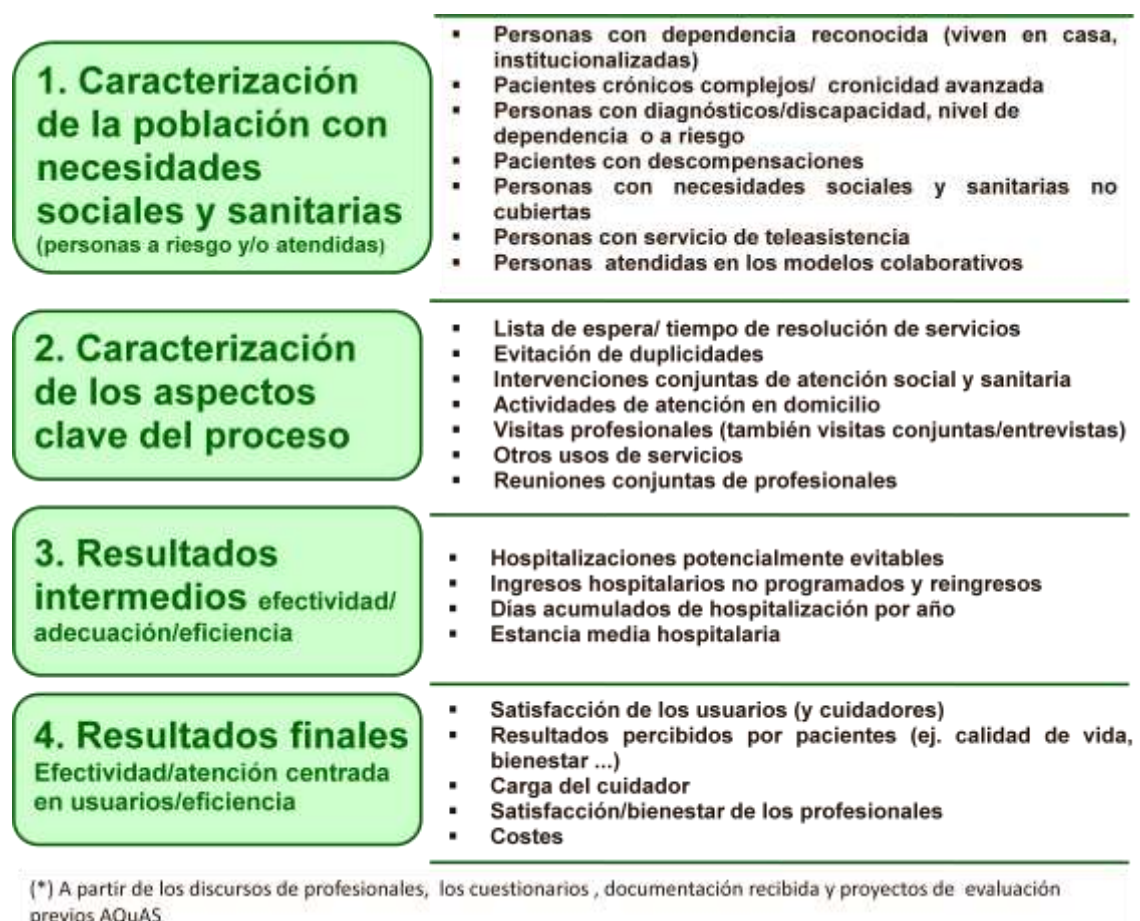 1. Caracterización
de la población con
necesidades
sociales y sanitarias
(personas a riesgo y/o atendidas)
▪ Personas con dependencia reconocida (viven en casa,
institucionalizadas)
▪ Pacientes crónicos complejos/ cronicidad avanzada
▪ Personas con diagnósticos/discapacidad, nivel de
dependencia o a riesgo
▪ Pacientes con descompensaciones
▪ Personas con necesidades sociales y sanitarias no
cubiertas
▪ Personas con servicio de teleasistencia
▪ Personas atendidas en los modelos colaborativos
2. Caracterización
de los aspectos
clave del proceso
▪ Lista de espera/ tiempo de resolución de servicios
▪ Evitación de duplicidades
▪ Intervenciones conjuntas de atención social y sanitaria
▪ Actividades de atención en domicilio
▪ Visitas profesionales (también visitas conjuntas/entrevistas)
▪ Otros usos de servicios
▪ Reuniones conjuntas de profesionales
3. Resultados
intermedios efectividad/
adecuación/eficiencia
▪ Hospitalizaciones potencialmente evitables
▪ Ingresos hospitalarios no programados y reingresos
▪ Días acumulados de hospitalización por año
▪ Estancia media hospitalaria
4. Resultados finales
Efectividad/atención centrada
en usuarios/eficiencia
▪ Satisfacción de los usuarios (y cuidadores)
▪ Resultados percibidos por pacientes (ej. calidad de vida,
bienestar ...)
▪ Carga del cuidador
▪ Satisfacción/bienestar de los profesionales
▪ Costes
(*) A partir de los discursos de profesionales, los cuestionarios , documentación recibida y proyectos de evaluación
previos AQuAS